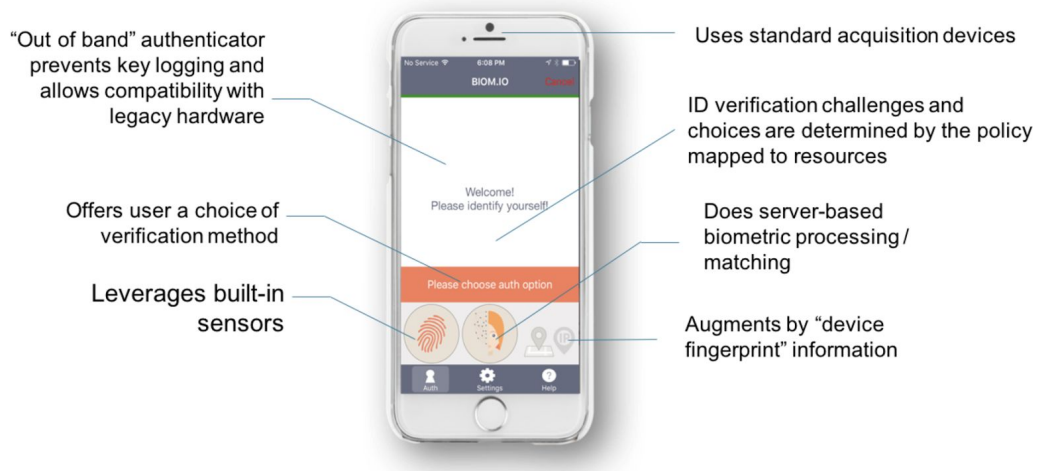 “Out of band” authenticator
prevents key logging and
allows compatibility with
legacy hardware
Offers user a choice of
verification method
Leverages built-in
sensors
No Service
6:08 PM
BIOM.IO
Cancel
Welcome!
Please identify yourself!
Please choose auth option
IP
Auth
Settings
?
Help
Uses standard acquisition devices
ID verification challenges and
choices are determined by the policy
mapped to resources
Does server-based
biometric processing /
matching
Augments by “device
fingerprint” information